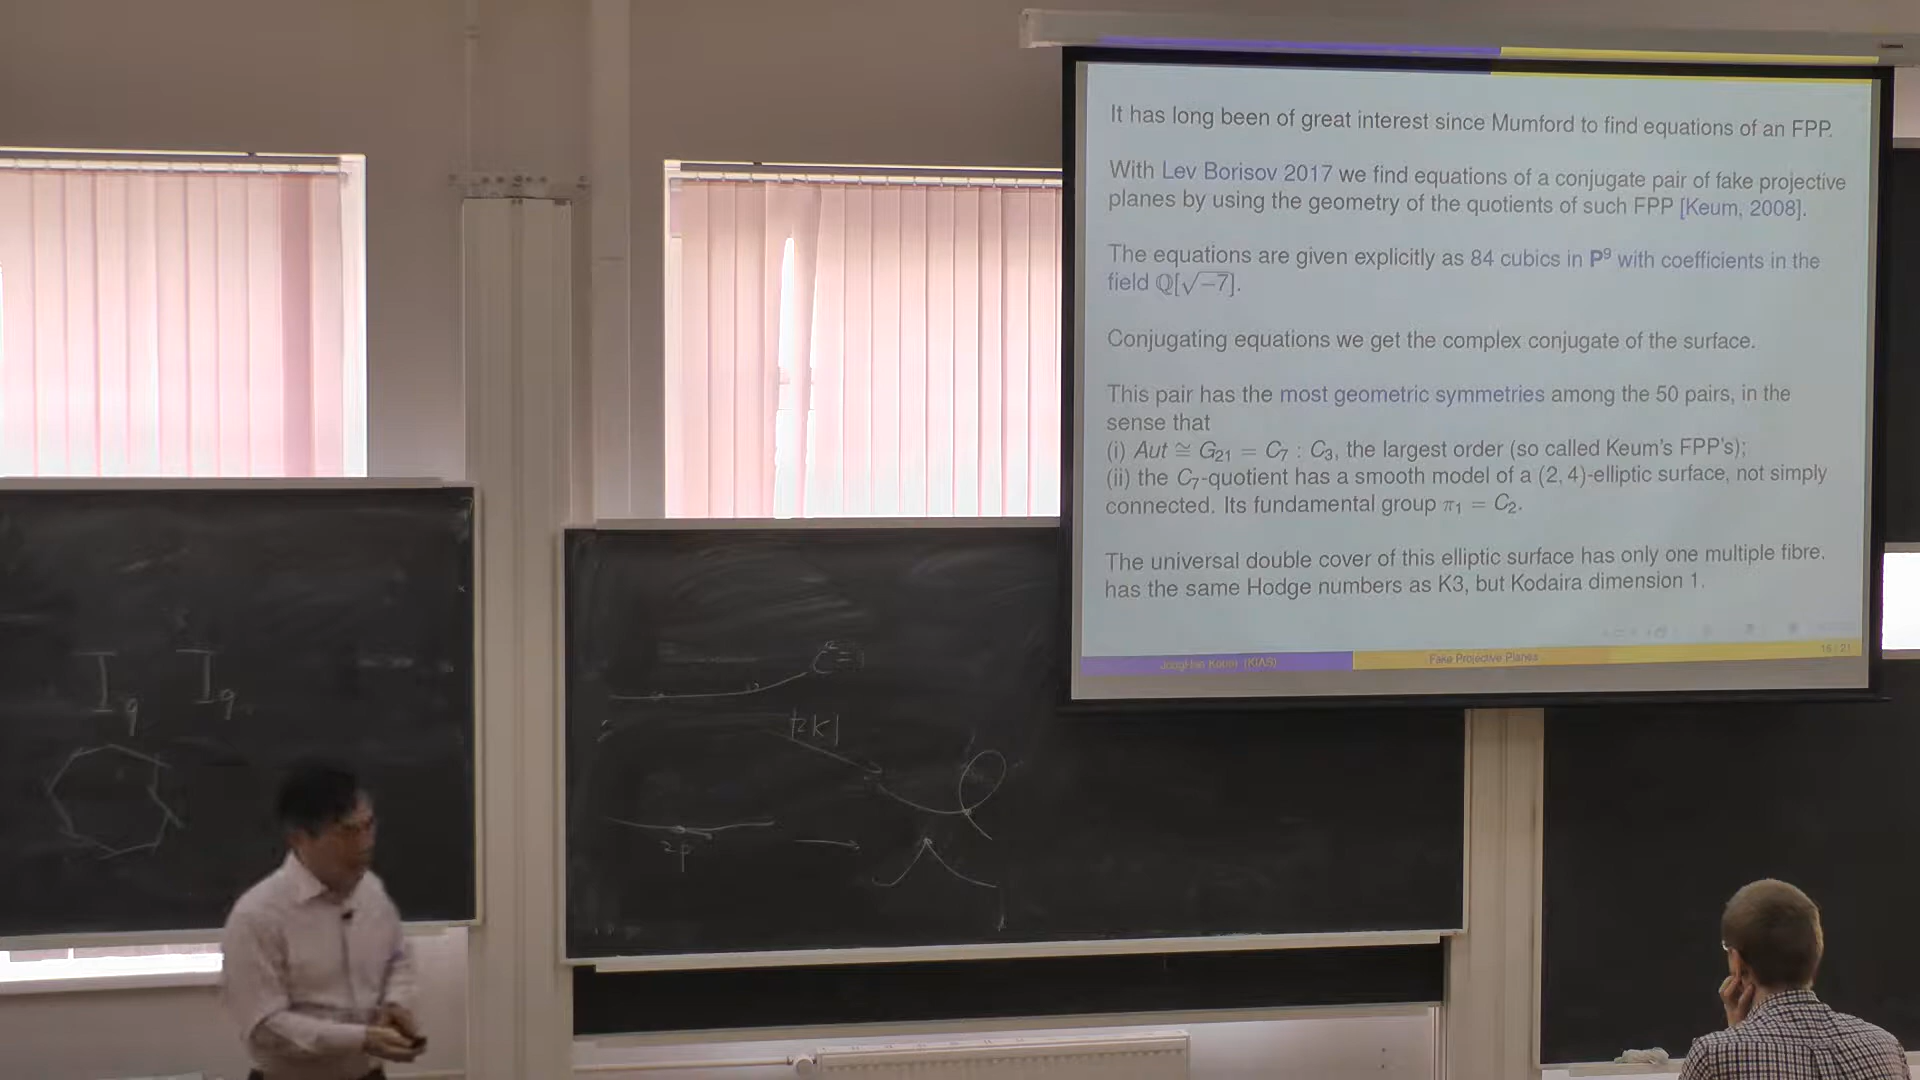 It has long been of great interest since Mumford to find equations of an FPP.
With Lev Borisov 2017 we find equations of a conjugate pair of fake projective
planes by using the geometry of the quotients of such FPP [Keum, 2008].
The equations are given explicitly as 84 cubics in P⁹ with coefficients in the
field ℚ[√−7].
Conjugating equations we get the complex conjugate of the surface.
This pair has the most geometric symmetries among the 50 pairs, in the
sense that
(i) Aut ≅ G₂₁ = C₇ : C₃, the largest order (so called Keum's FPP's);
(ii) the C₇-quotient has a smooth model of a (2, 4)-elliptic surface, not simply
connected. Its fundamental group π₁ = C₂.
The universal double cover of this elliptic surface has only one multiple fibre.
has the same Hodge numbers as K3, but Kodaira dimension 1.
(KIAS)
Fake Projective Planes
16 / 21
I₉ I₉
|2K|
2p